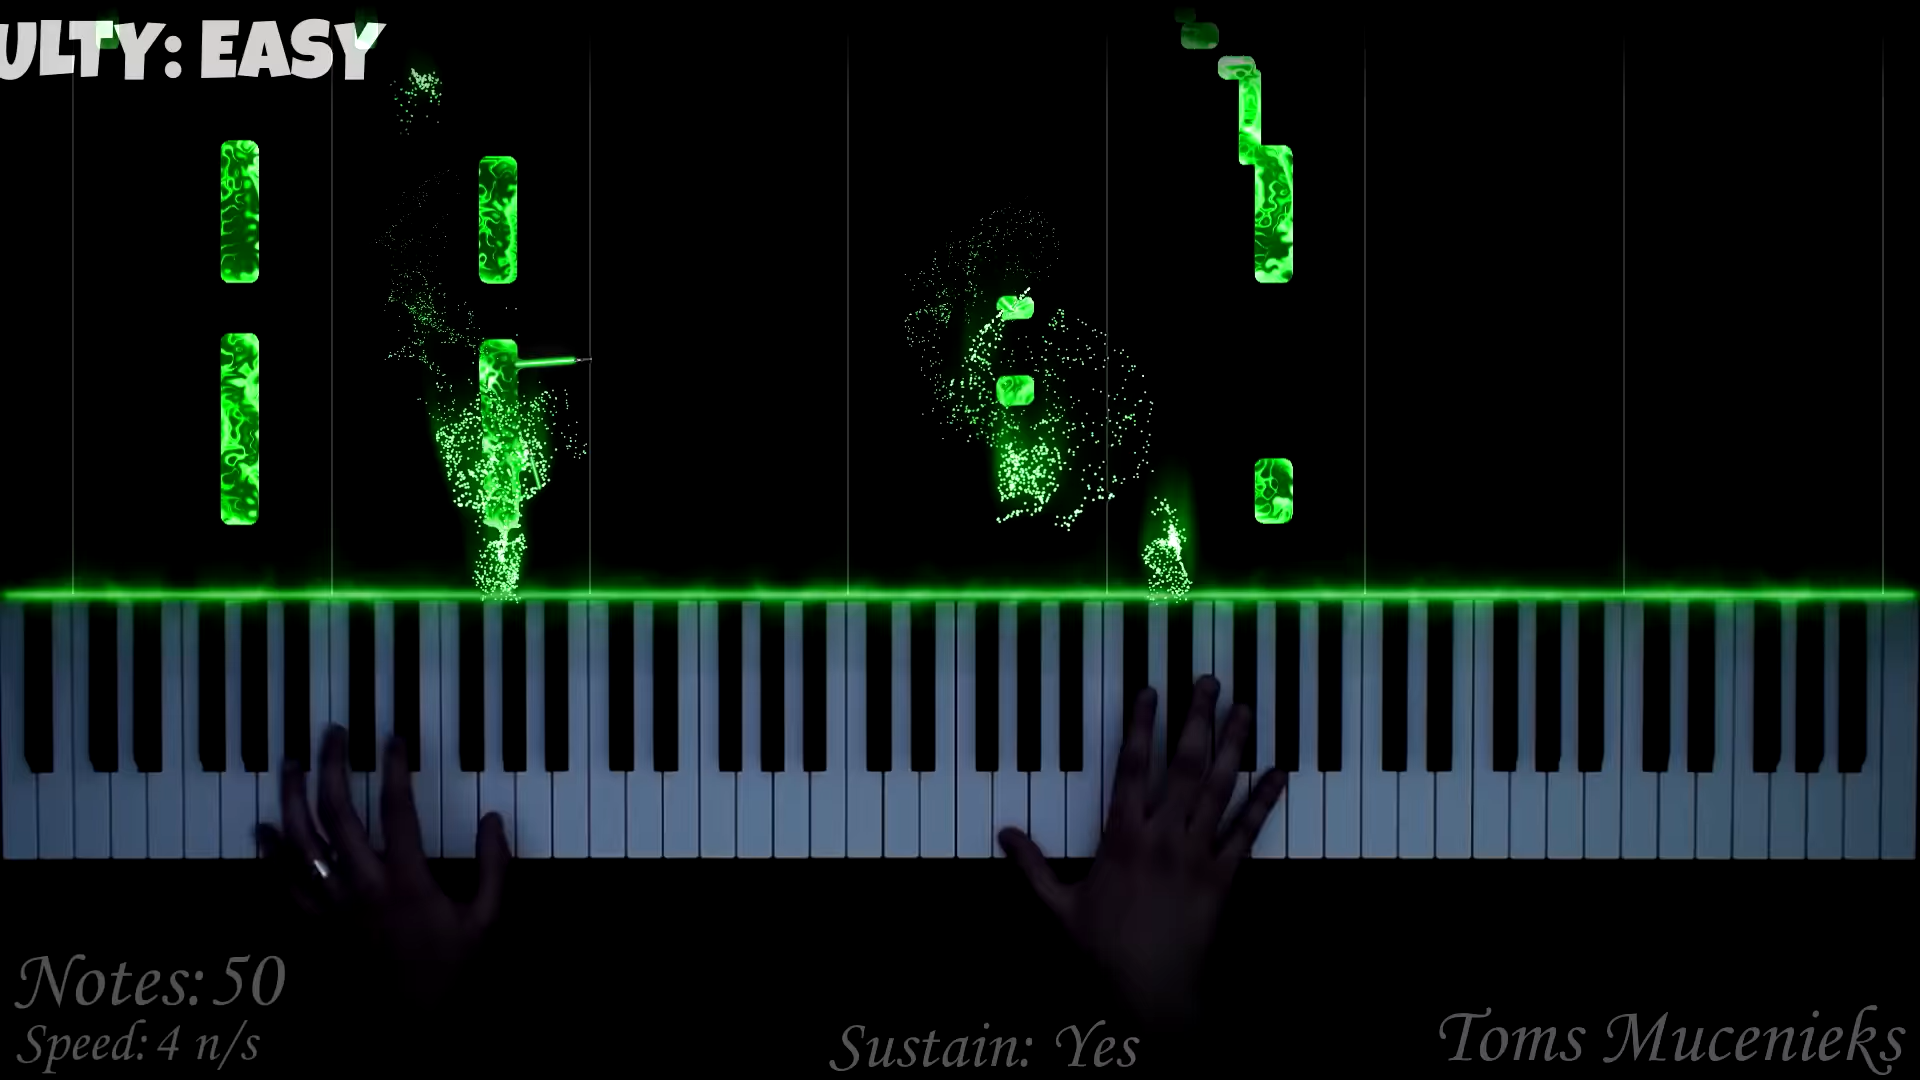 ULTY: EASY
Notes: 50
Speed: 4 n/s
Sustain: Yes
Toms Mucenieks